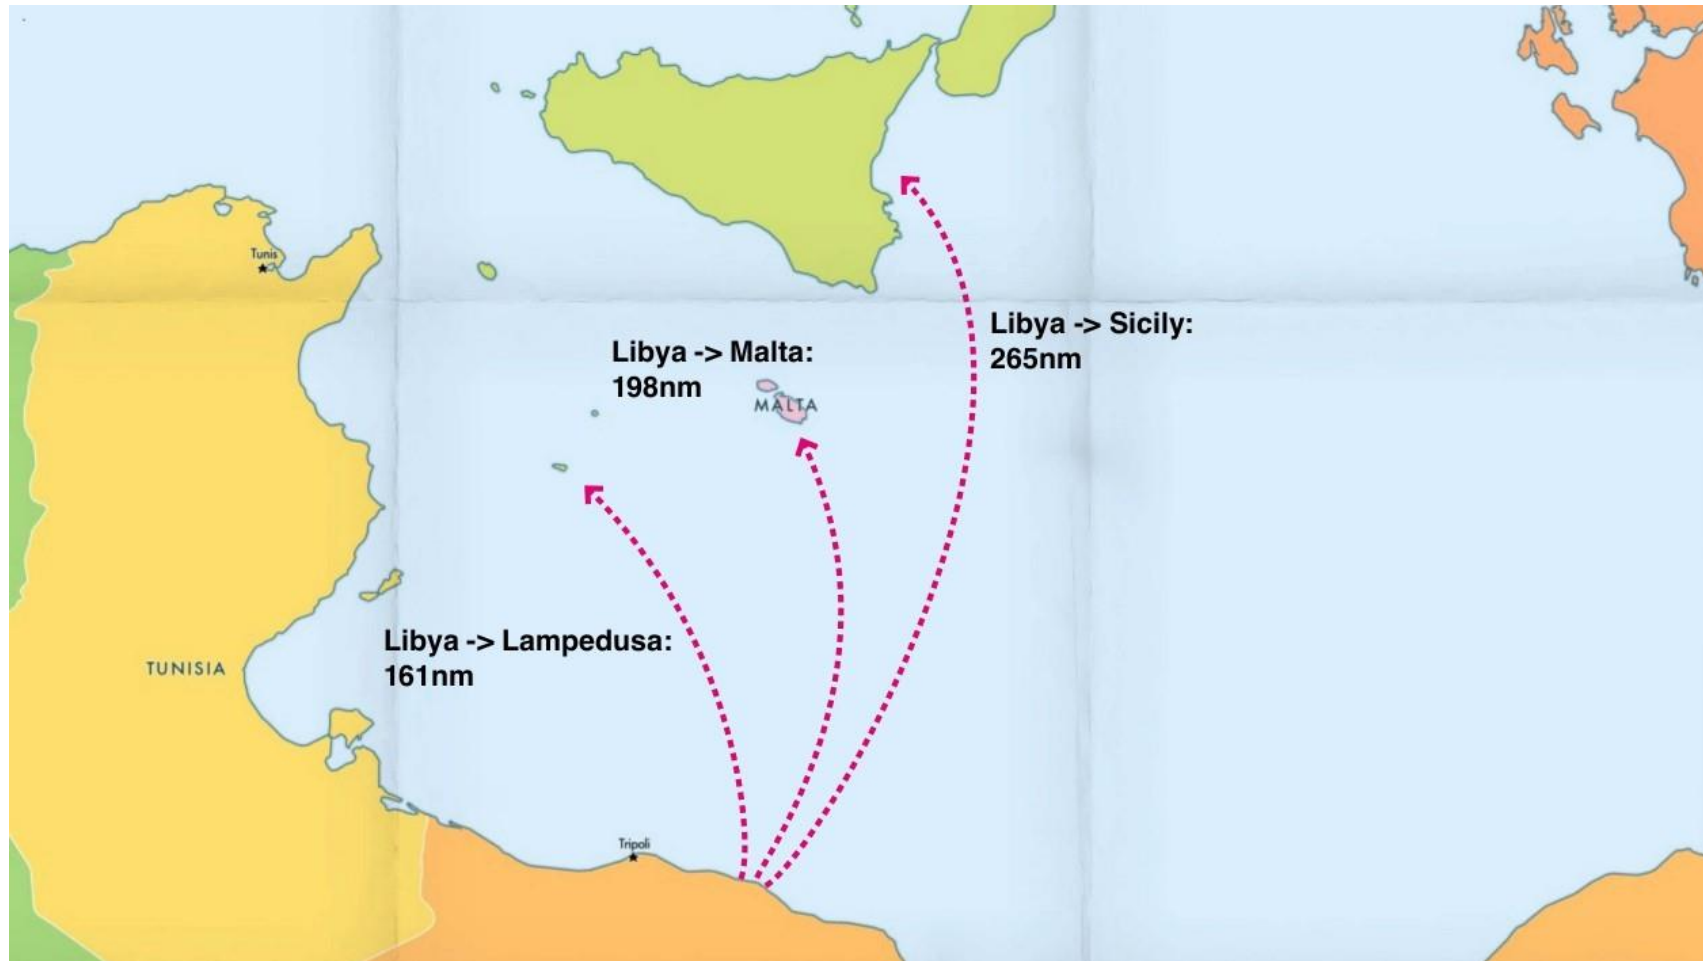 Tunis
Libya -> Sicily:
265nm
Libya -> Malta:
198nm
MALTA
Libya -> Lampedusa:
161nm
TUNISIA
Tripoli